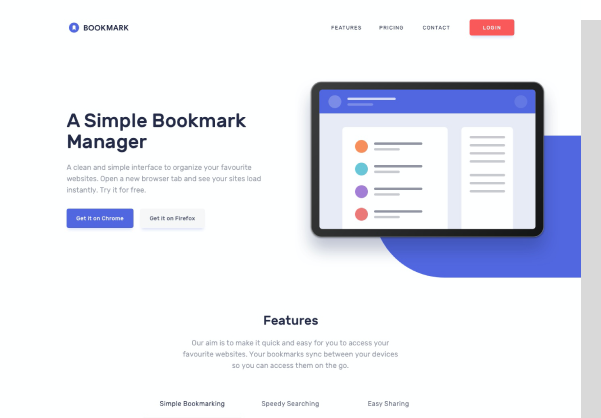 BOOKMARK
FEATURES PRICING CONTACT LOGIN
A Simple Bookmark
Manager
A clean and simple interface to organize your favourite
websites. Open a new browser tab and see your sites load
instantly. Try it for free.
Get it on Chrome Get it on Firefox
Features
Our aim is to make it quick and easy for you to access your
favourite websites. Your bookmarks sync between your devices
so you can access them on the go.
Simple Bookmarking Speedy Searching Easy Sharing